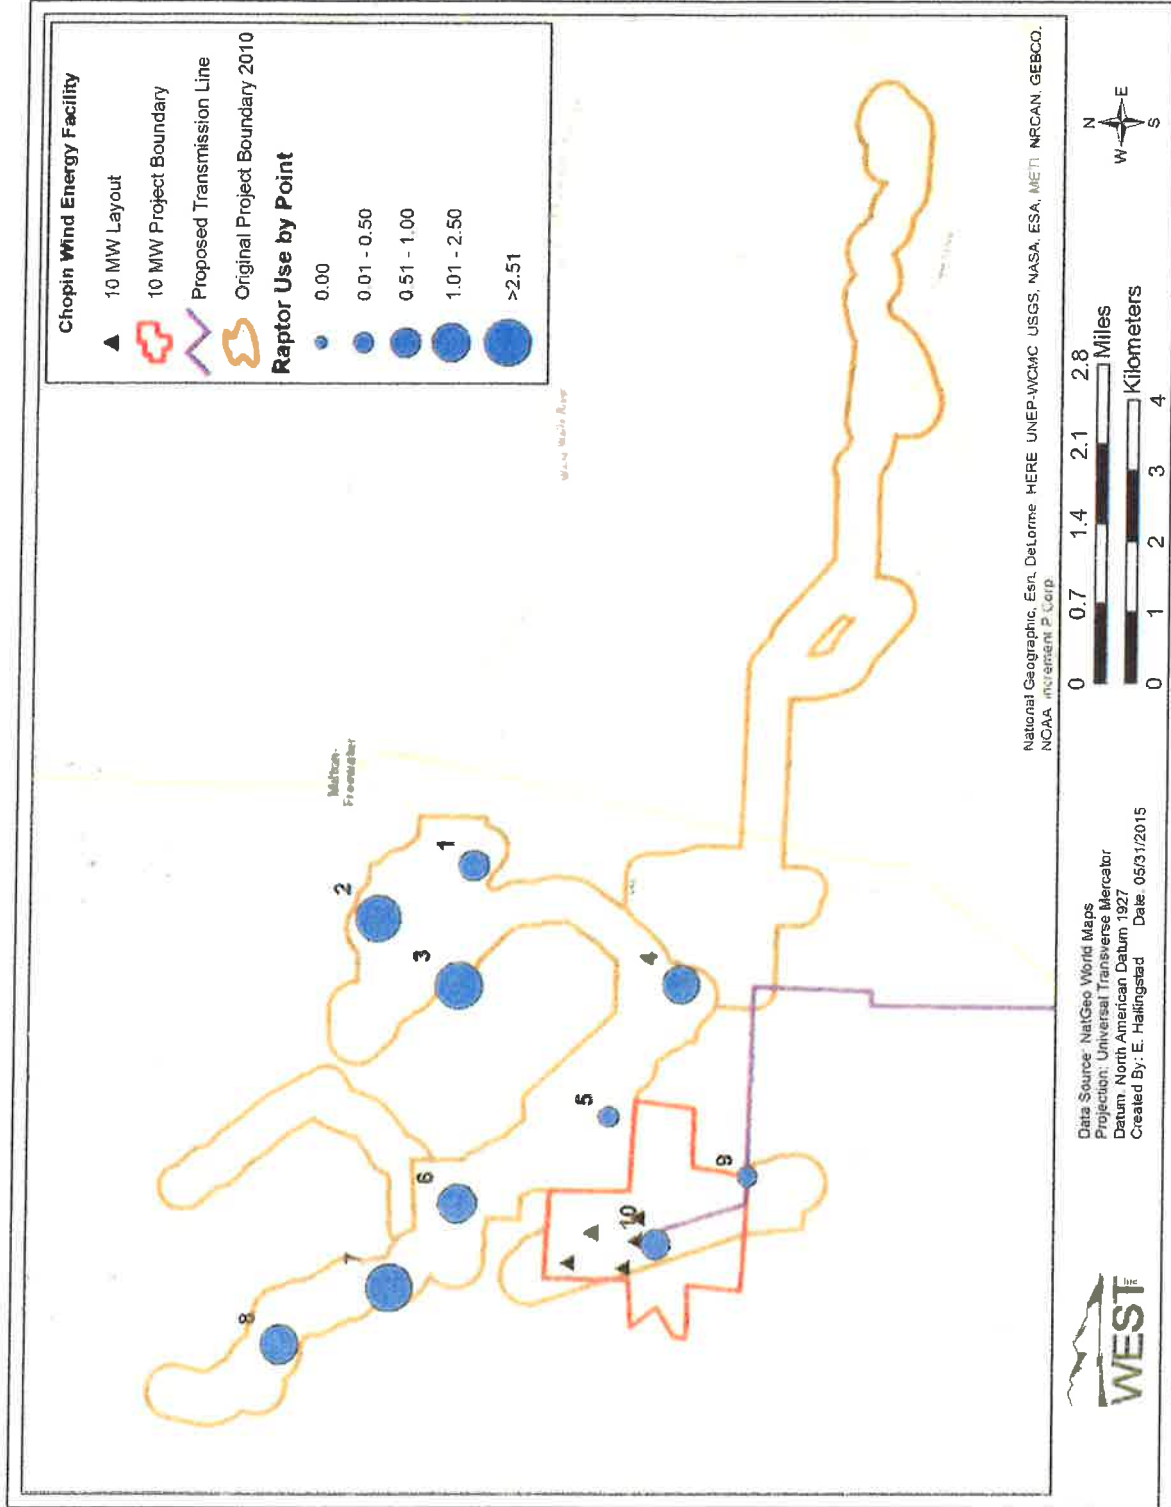 Chopin Wind Energy Facility
10 MW Layout
10 MW Project Boundary
Proposed Transmission Line
Original Project Boundary 2010
Raptor Use by Point
0.00
0.01 - 0.50
0.51 - 1.00
1.01 - 2.50
>2.51
Milton-
Freewater
1
2
3
4
5
6
7
8
9
10
National Geographic, Esri, DeLorme, HERE, UNEP-WCMC, USGS, NASA, ESA, METI, NRCAN, GEBCO,
NOAA, increment P Corp.
Data Source: NatGeo World Maps
Projection: Universal Transverse Mercator
Datum: North American Datum 1927
Created By: E. Hallingstad Date: 05/31/2015
0 0.7 1.4 2.1 2.8
Miles
Kilometers
0 1 2 3 4
N
W E
S
WEST Inc